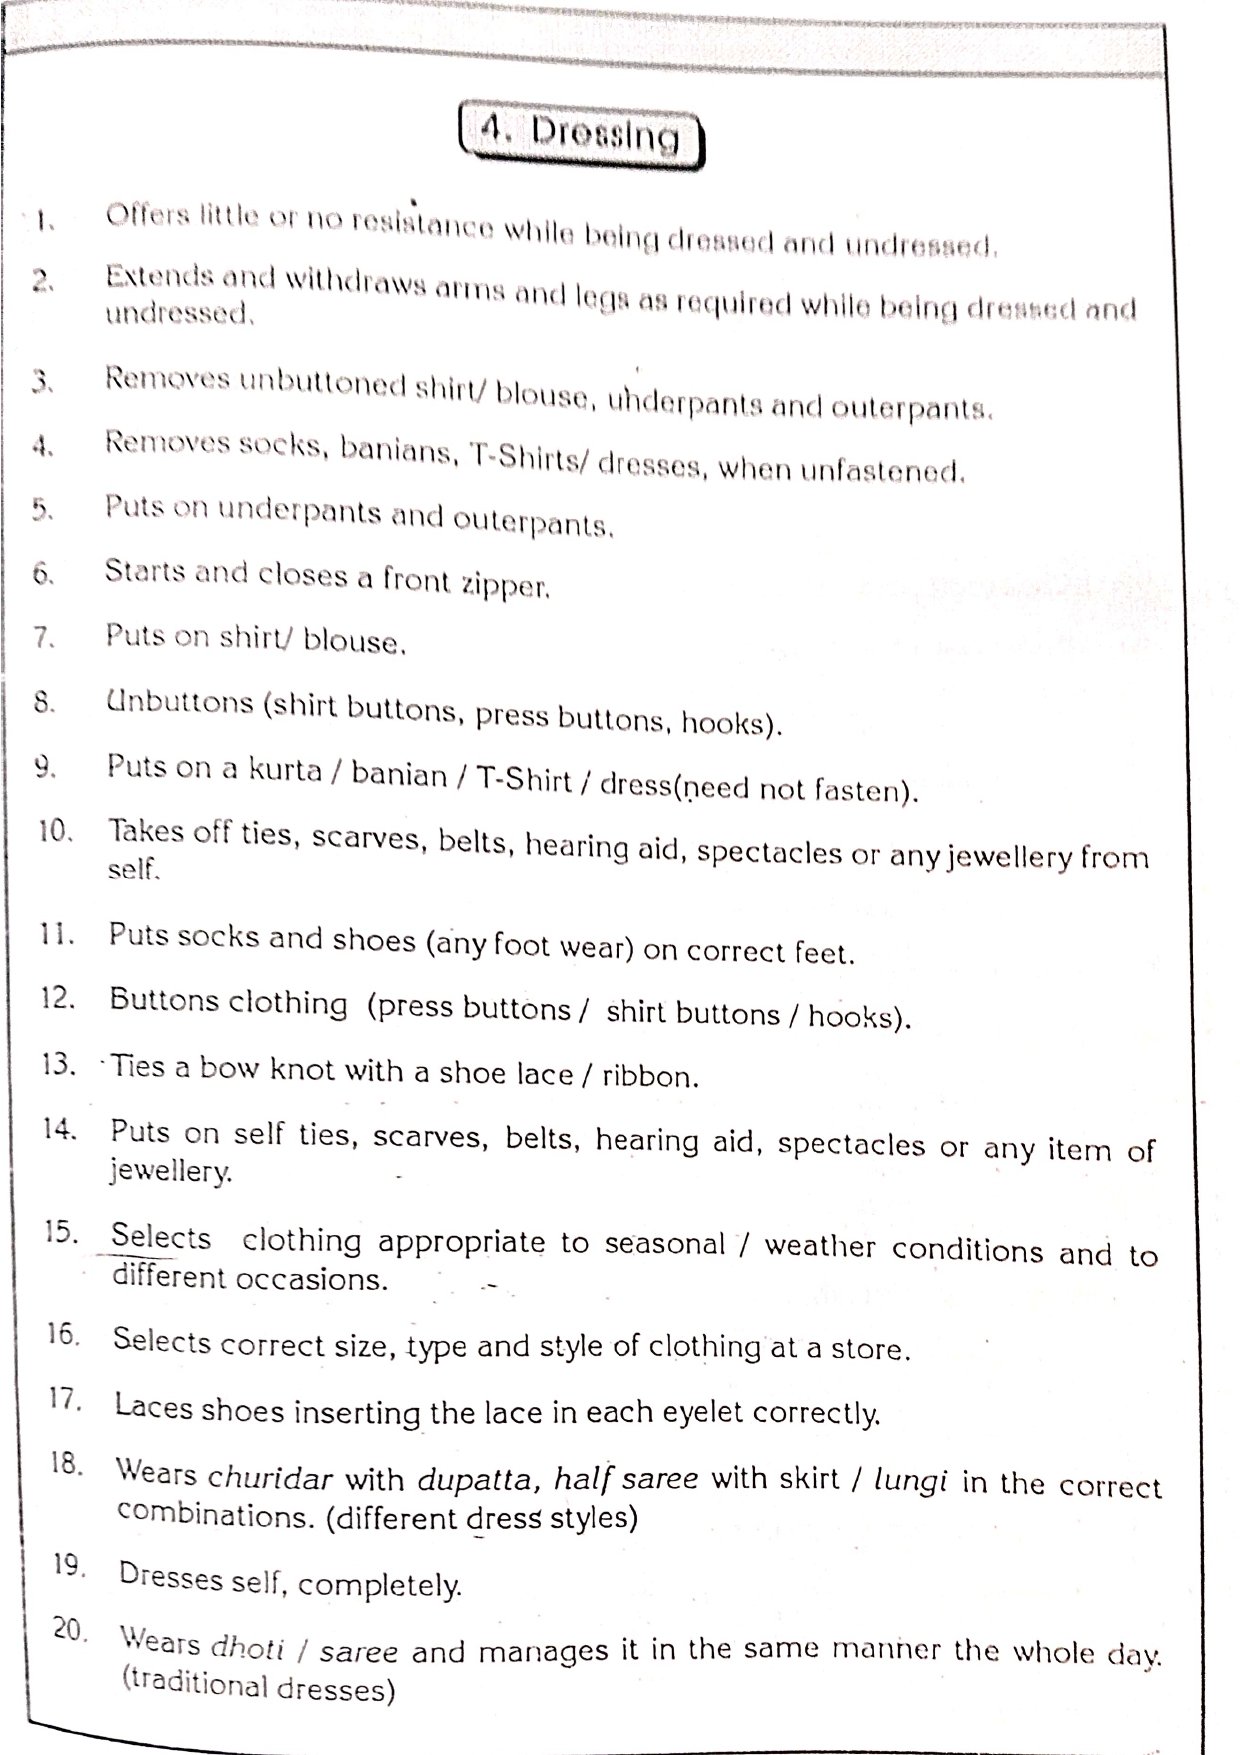 4. Dressing
1. Offers little or no resistance while being dressed and undressed.
2. Extends and withdraws arms and legs as required while being dressed and
undressed.
3. Removes unbuttoned shirt/ blouse, underpants and outerpants.
4. Removes socks, banians, T-Shirts/ dresses, when unfastened.
5. Puts on underpants and outerpants.
6. Starts and closes a front zipper.
7. Puts on shirt/ blouse.
8. Unbuttons (shirt buttons, press buttons, hooks).
9. Puts on a kurta / banian / T-Shirt / dress(need not fasten).
10. Takes off ties, scarves, belts, hearing aid, spectacles or any jewellery from
self.
11. Puts socks and shoes (any foot wear) on correct feet.
12. Buttons clothing (press buttons / shirt buttons / hooks).
13. Ties a bow knot with a shoe lace / ribbon.
14. Puts on self ties, scarves, belts, hearing aid, spectacles or any item of
jewellery.
15. Selects clothing appropriate to seasonal / weather conditions and to
different occasions.
16. Selects correct size, type and style of clothing at a store.
17. Laces shoes inserting the lace in each eyelet correctly.
18. Wears churidar with dupatta, half saree with skirt / lungi in the correct
combinations. (different dress styles)
19. Dresses self, completely.
20. Wears dhoti / saree and manages it in the same manner the whole day.
(traditional dresses)